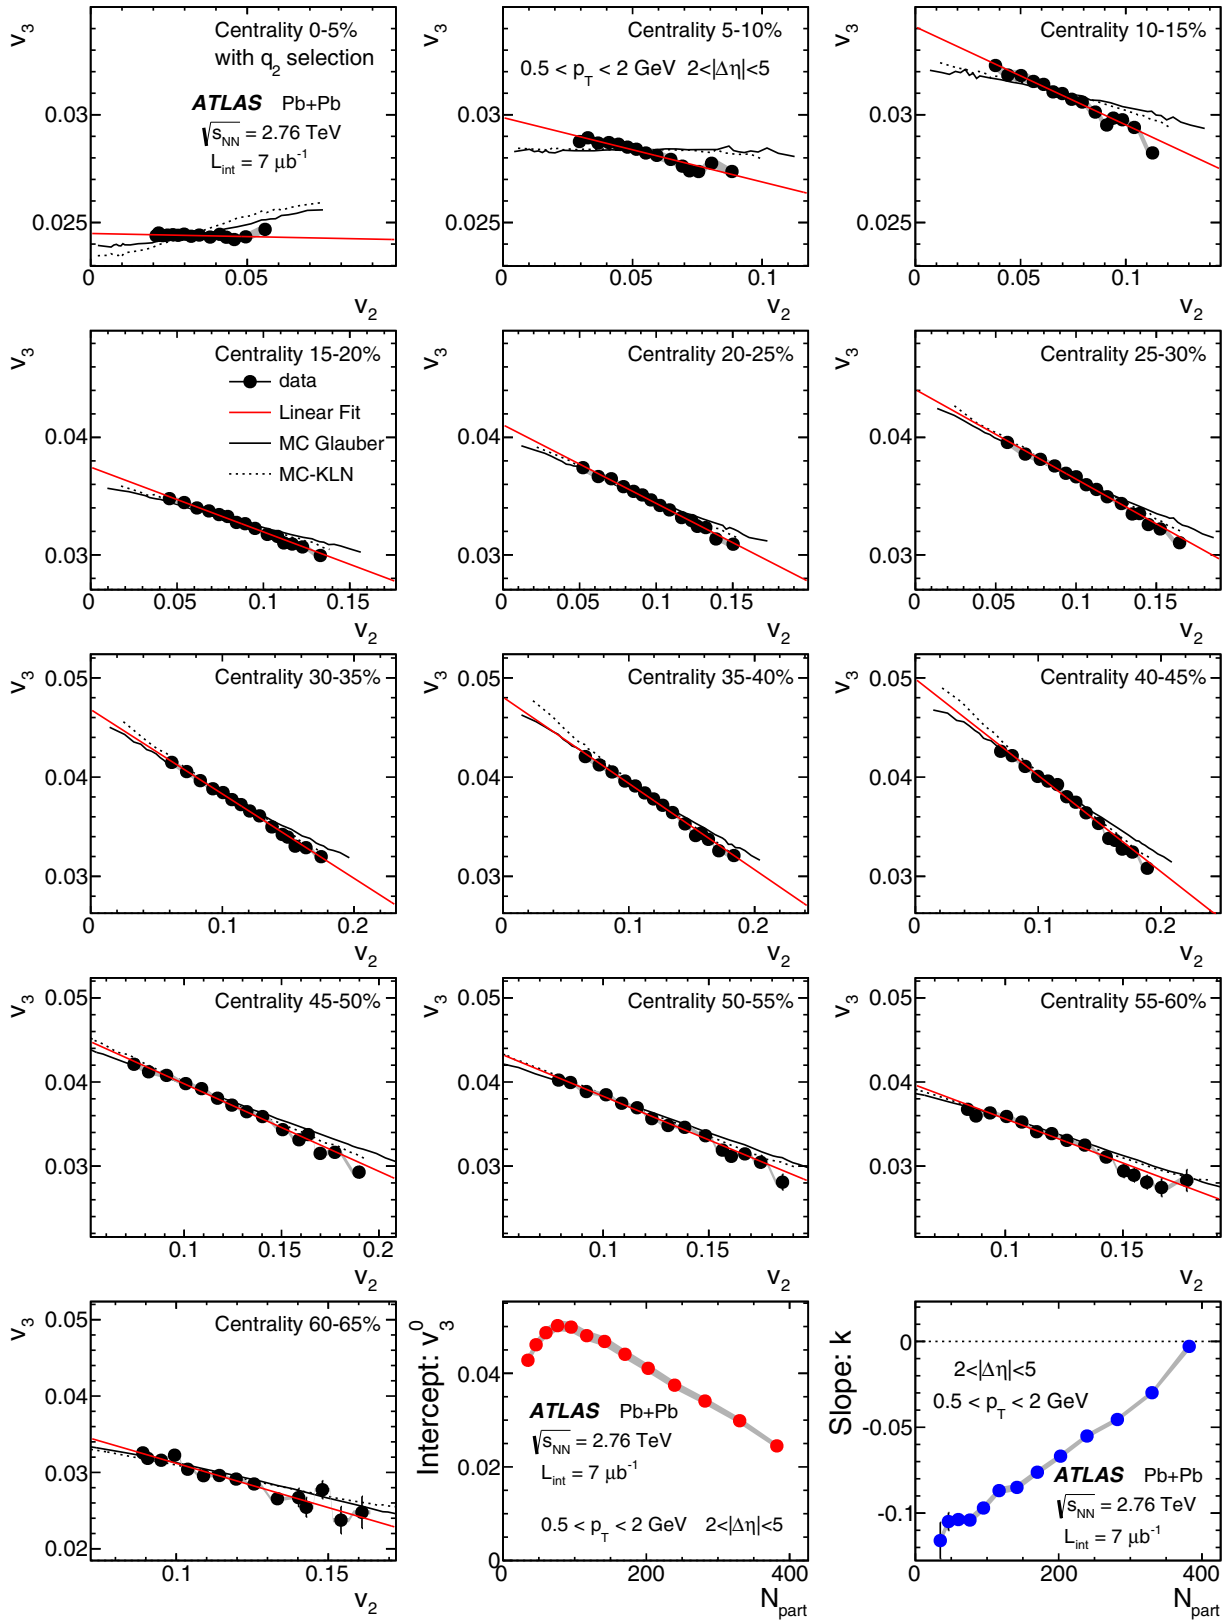 v3
Centrality 0-5%
with q2 selection
ATLAS Pb+Pb
√sNN = 2.76 TeV
Lint = 7 μb-1
0.03
0.025
0 0.05
v2
v3
Centrality 5-10%
0.5 < pT < 2 GeV 2<|Δη|<5
0.03
0.025
0 0.05 0.1
v2
v3
Centrality 10-15%
0.03
0.025
0 0.05 0.1
v2
v3
Centrality 15-20%
data
Linear Fit
MC Glauber
MC-KLN
0.04
0.03
0 0.05 0.1 0.15
v2
v3
Centrality 20-25%
0.04
0.03
0 0.05 0.1 0.15 0.2
v2
v3
Centrality 25-30%
0.04
0.03
0 0.05 0.1 0.15
v2
v3
Centrality 30-35%
0.05
0.04
0.03
0 0.1 0.2
v2
v3
Centrality 35-40%
0.05
0.04
0.03
0 0.1 0.2
v2
v3
Centrality 40-45%
0.05
0.04
0.03
0 0.1 0.2
v2
v3
Centrality 45-50%
0.05
0.04
0.03
0.1 0.15 0.2
v2
v3
Centrality 50-55%
0.05
0.04
0.03
0.1 0.15
v2
v3
Centrality 55-60%
0.05
0.04
0.03
0.1 0.15
v2
v3
Centrality 60-65%
0.05
0.04
0.03
0.02
0.1 0.15
v2
Intercept: v3^0
0.04
0.02
0
ATLAS Pb+Pb
√sNN = 2.76 TeV
Lint = 7 μb-1
0.5 < pT < 2 GeV 2<|Δη|<5
0 200 400
Npart
Slope: k
0
-0.05
-0.1
2<|Δη|<5
0.5 < pT < 2 GeV
ATLAS Pb+Pb
√sNN = 2.76 TeV
Lint = 7 μb-1
0 200 400
Npart